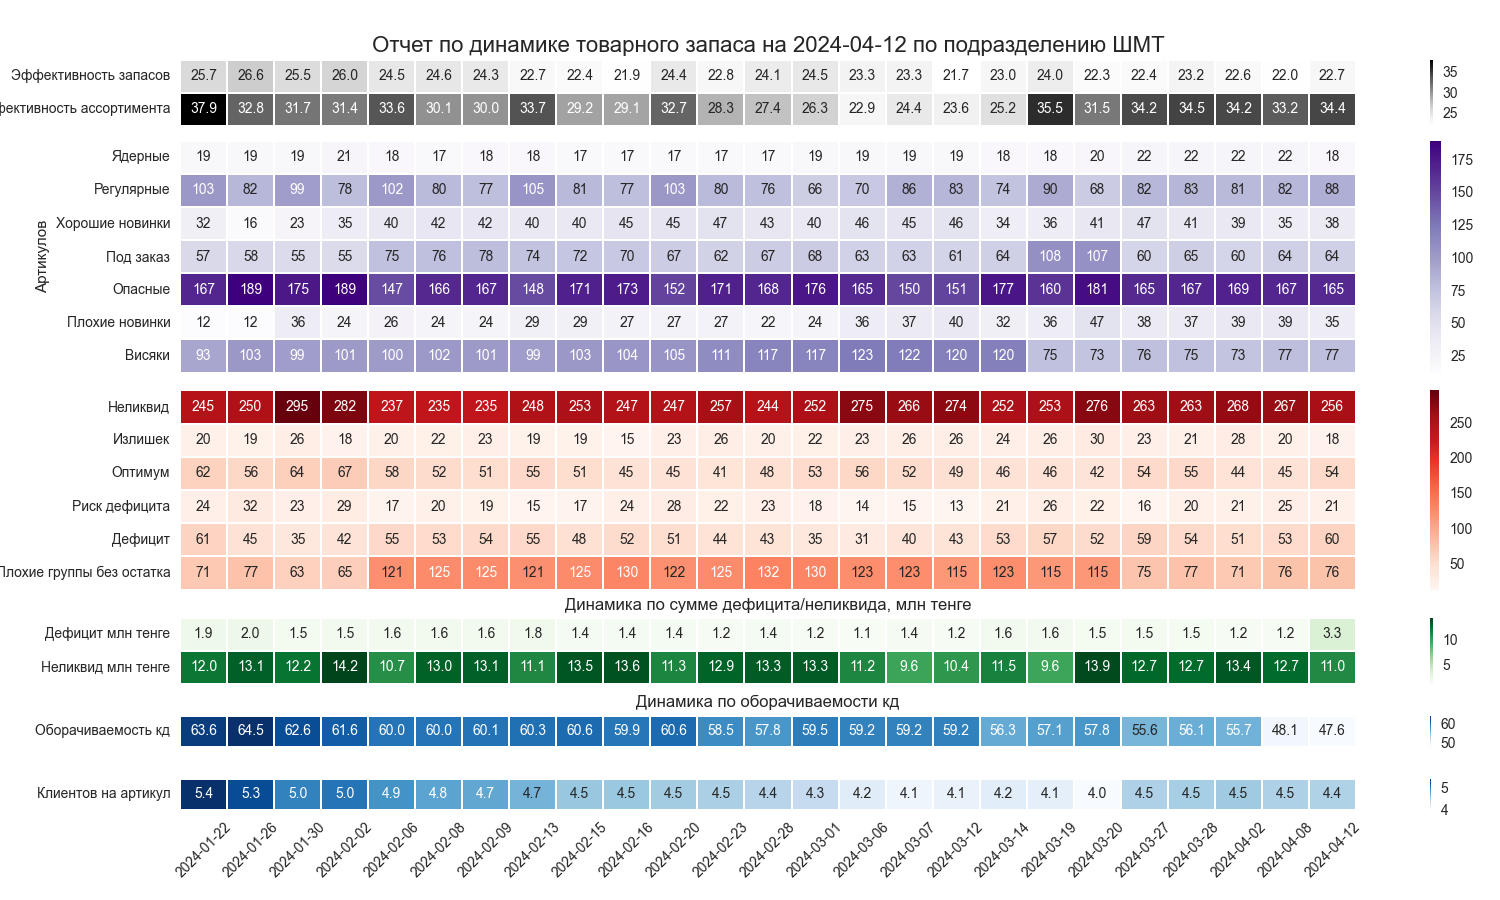 Отчет по динамике товарного запаса на 2024-04-12 по подразделению ШМТ
Эффективность запасов 25.7 26.6 25.5 26.0 24.5 24.6 24.3 22.7 22.4 21.9 24.4 22.8 24.1 24.5 23.3 23.3 21.7 23.0 24.0 22.3 22.4 23.2 22.6 22.0 22.7
фективность ассортимента 37.9 32.8 31.7 31.4 33.6 30.1 30.0 33.7 29.2 29.1 32.7 28.3 27.4 26.3 22.9 24.4 23.6 25.2 35.5 31.5 34.2 34.5 34.2 33.2 34.4
35
30
25
Артикулов
Ядерные 19 19 19 21 18 17 18 18 17 17 17 17 17 19 19 19 19 18 18 20 22 22 22 22 18
Регулярные 103 82 99 78 102 80 77 105 81 77 103 80 76 66 70 86 83 74 90 68 82 83 81 82 88
Хорошие новинки 32 16 23 35 40 42 42 40 40 45 45 47 43 40 46 45 46 34 36 41 47 41 39 35 38
Под заказ 57 58 55 55 75 76 78 74 72 70 67 62 67 68 63 63 61 64 108 107 60 65 60 64 64
Опасные 167 189 175 189 147 166 167 148 171 173 152 171 168 176 165 150 151 177 160 181 165 167 169 167 165
Плохие новинки 12 12 36 24 26 24 24 29 29 27 27 27 22 24 36 37 40 32 36 47 38 37 39 39 35
Висяки 93 103 99 101 100 102 101 99 103 104 105 111 117 117 123 122 120 120 75 73 76 75 73 77 77
175
150
125
100
75
50
25
Неликвид 245 250 295 282 237 235 235 248 253 247 247 257 244 252 275 266 274 252 253 276 263 263 268 267 256
Излишек 20 19 26 18 20 22 23 19 19 15 23 26 20 22 23 26 26 24 26 30 23 21 28 20 18
Оптимум 62 56 64 67 58 52 51 55 51 45 45 41 48 53 56 52 49 46 46 42 54 55 44 45 54
Риск дефицита 24 32 23 29 17 20 19 15 17 24 28 22 23 18 14 15 13 21 26 22 16 20 21 25 21
Дефицит 61 45 35 42 55 53 54 55 48 52 51 44 43 35 31 40 43 53 57 52 59 54 51 53 60
Плохие группы без остатка 71 77 63 65 121 125 125 121 125 130 122 125 132 130 123 123 115 123 115 115 75 77 71 76 76
250
200
150
100
50
Динамика по сумме дефицита/неликвида, млн тенге
Дефицит млн тенге 1.9 2.0 1.5 1.5 1.6 1.6 1.6 1.8 1.4 1.4 1.4 1.2 1.4 1.2 1.1 1.4 1.2 1.6 1.6 1.5 1.5 1.5 1.2 1.2 3.3
Неликвид млн тенге 12.0 13.1 12.2 14.2 10.7 13.0 13.1 11.1 13.5 13.6 11.3 12.9 13.3 13.3 11.2 9.6 10.4 11.5 9.6 13.9 12.7 12.7 13.4 12.7 11.0
10
5
Динамика по оборачиваемости кд
Оборачиваемость кд 63.6 64.5 62.6 61.6 60.0 60.0 60.1 60.3 60.6 59.9 60.6 58.5 57.8 59.5 59.2 59.2 59.2 56.3 57.1 57.8 55.6 56.1 55.7 48.1 47.6
60
50
Клиентов на артикул 5.4 5.3 5.0 5.0 4.9 4.8 4.7 4.7 4.5 4.5 4.5 4.5 4.4 4.3 4.2 4.1 4.1 4.2 4.1 4.0 4.5 4.5 4.5 4.5 4.4
5
4
2024-01-22 2024-01-26 2024-01-30 2024-02-02 2024-02-06 2024-02-08 2024-02-09 2024-02-13 2024-02-15 2024-02-16 2024-02-20 2024-02-23 2024-02-28 2024-03-01 2024-03-06 2024-03-07 2024-03-12 2024-03-14 2024-03-19 2024-03-20 2024-03-27 2024-03-28 2024-04-02 2024-04-08 2024-04-12